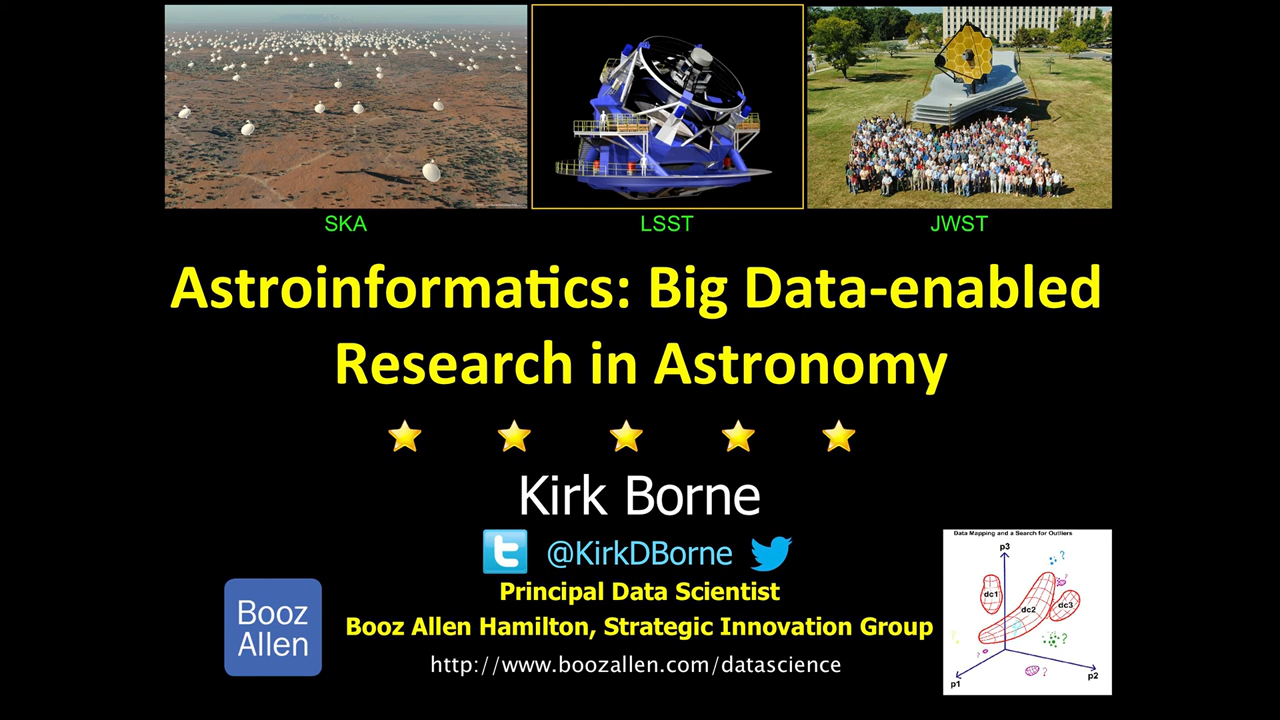 SKA
LSST
JWST
Astroinformatics: Big Data-enabled
Research in Astronomy
Kirk Borne
@KirkDBorne
Principal Data Scientist
Booz Allen Hamilton, Strategic Innovation Group
http://www.boozallen.com/datascience
Booz
Allen
Data Mapping and a Search for Outliers
p3
?
dc1
?
dc2
dc3
?
?
?
?
p1
p2